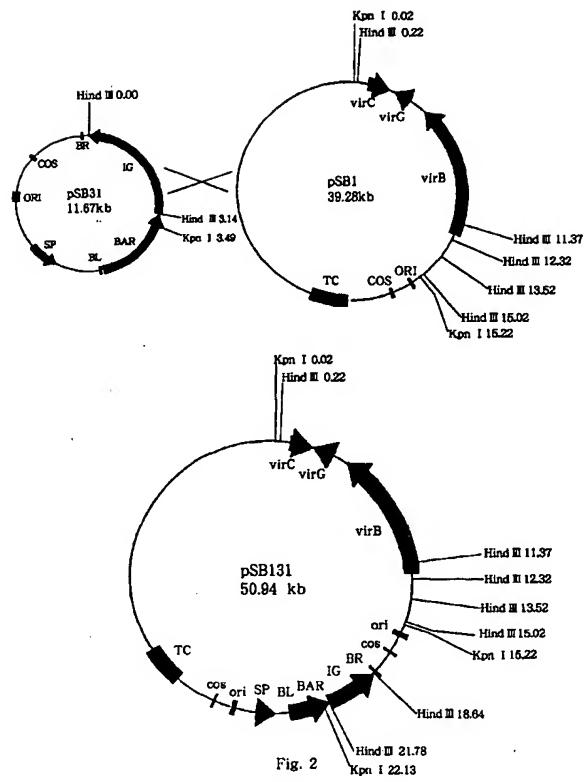 Kpn I 0.02
Hind Ⅲ 0.22
Hind Ⅲ 0.00
virC
virG
BR
COS
IG
ORI
pSB31
11.67kb
pSB1
39.28kb
virB
Hind Ⅲ 3.14
Kpn I 3.49
SP
BL
BAR
Hind Ⅲ 11.37
Hind Ⅲ 12.32
Hind Ⅲ 13.52
TC
COS
ORI
Hind Ⅲ 15.02
Kpn I 15.22
Kpn I 0.02
Hind Ⅲ 0.22
virC
virG
virB
pSB131
50.94 kb
Hind Ⅲ 11.37
Hind Ⅲ 12.32
Hind Ⅲ 13.52
ori
Hind Ⅲ 15.02
Kpn I 15.22
cos
TC
cos
ori
SP
BL
BAR
IG
BR
Hind Ⅲ 18.64
Hind Ⅲ 21.78
Kpn I 22.13
Fig. 2